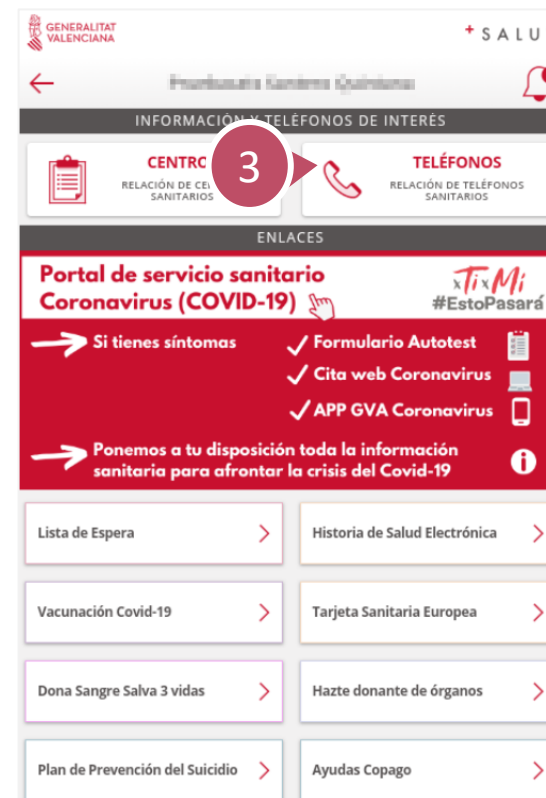 GENERALITAT
VALENCIANA
+ S A L U
INFORMACIÓN Y TELÉFONOS DE INTERÉS
3
RELACIÓN DE
SANITARIOS
TELÉFONOS
RELACIÓN DE TELÉFONOS
SANITARIOS
ENLACES
Portal de servicio sanitario
Coronavirus (COVID-19)
xTixMi
#EstoPasará
Si tienes síntomas
Formulario Autotest
Cita web Coronavirus
APP GVA Coronavirus
Ponemos a tu disposición toda la información
sanitaria para afrontar la crisis del Covid-19
Lista de Espera
Historia de Salud Electrónica
Vacunación Covid-19
Tarjeta Sanitaria Europea
Dona Sangre Salva 3 vidas
Hazte donante de órganos
Plan de Prevención del Suicidio
Ayudas Copago